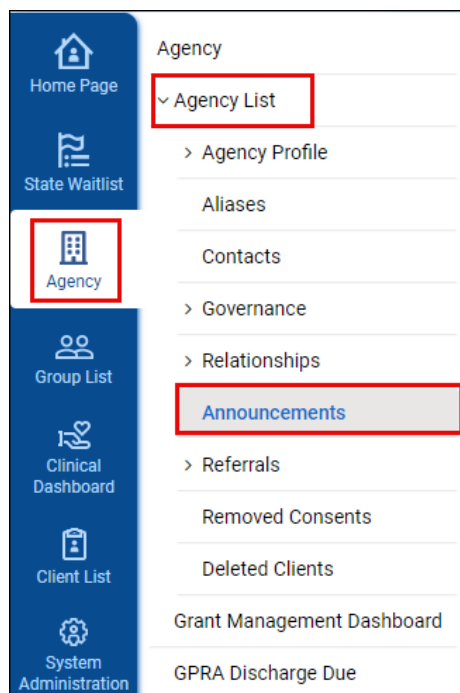 Home Page
State Waitlist
Agency
Group List
Clinical
Dashboard
Client List
System
Administration
Agency
Agency List
Agency Profile
Aliases
Contacts
Governance
Relationships
Announcements
Referrals
Removed Consents
Deleted Clients
Grant Management Dashboard
GPRA Discharge Due